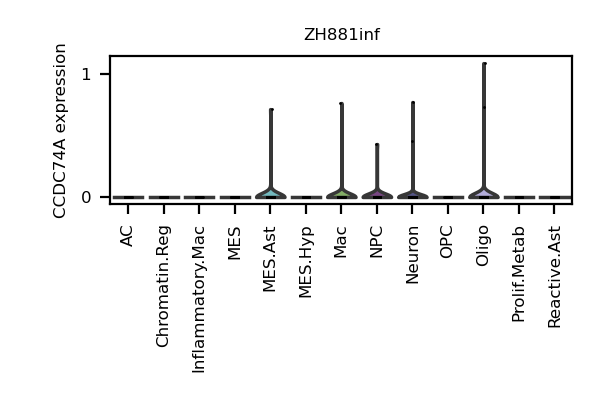 ZH881inf
CCDC74A expression
1
0
AC
Chromatin.Reg
Inflammatory.Mac
MES
MES.Ast
MES.Hyp
Mac
NPC
Neuron
OPC
Oligo
Prolif.Metab
Reactive.Ast